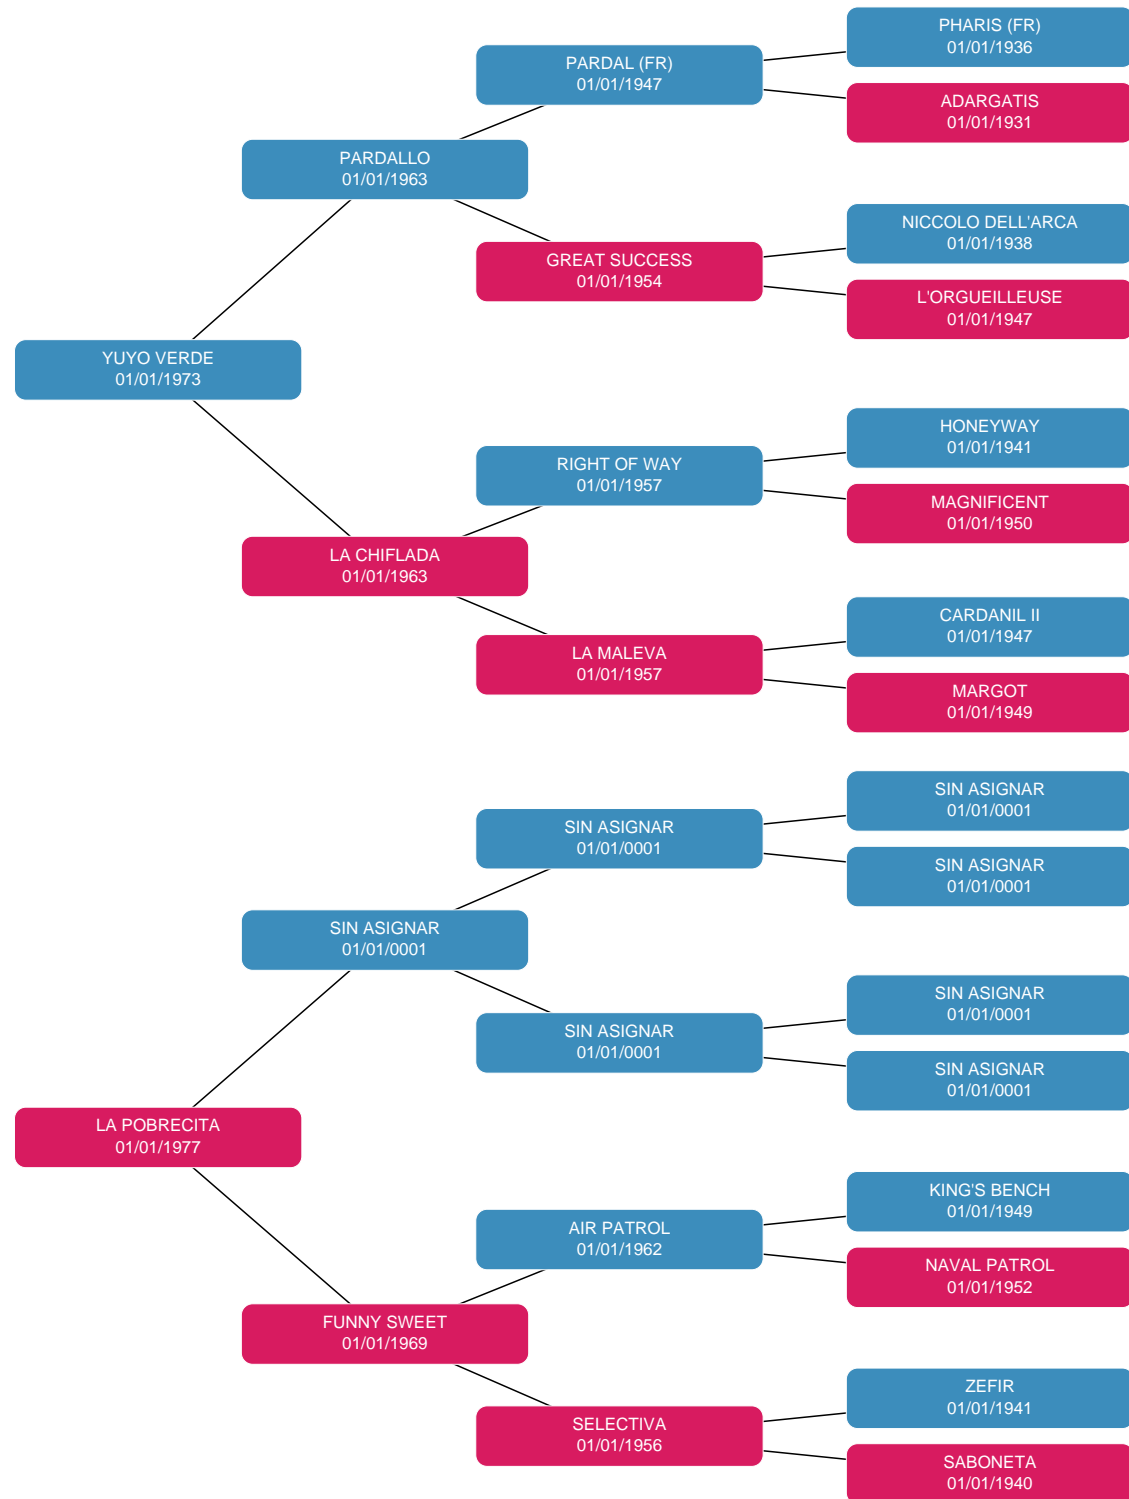 PHARIS (FR)
01/01/1936
PARDAL (FR)
01/01/1947
ADARGATIS
01/01/1931
PARDALLO
01/01/1963
NICCOLO DELL'ARCA
01/01/1938
GREAT SUCCESS
01/01/1954
L'ORGUEILLEUSE
01/01/1947
YUYO VERDE
01/01/1973
HONEYWAY
01/01/1941
RIGHT OF WAY
01/01/1957
MAGNIFICENT
01/01/1950
LA CHIFLADA
01/01/1963
CARDANIL II
01/01/1947
LA MALEVA
01/01/1957
MARGOT
01/01/1949
SIN ASIGNAR
01/01/0001
SIN ASIGNAR
01/01/0001
SIN ASIGNAR
01/01/0001
SIN ASIGNAR
01/01/0001
SIN ASIGNAR
01/01/0001
SIN ASIGNAR
01/01/0001
SIN ASIGNAR
01/01/0001
LA POBRECITA
01/01/1977
KING'S BENCH
01/01/1949
AIR PATROL
01/01/1962
NAVAL PATROL
01/01/1952
FUNNY SWEET
01/01/1969
ZEFIR
01/01/1941
SELECTIVA
01/01/1956
SABONETA
01/01/1940